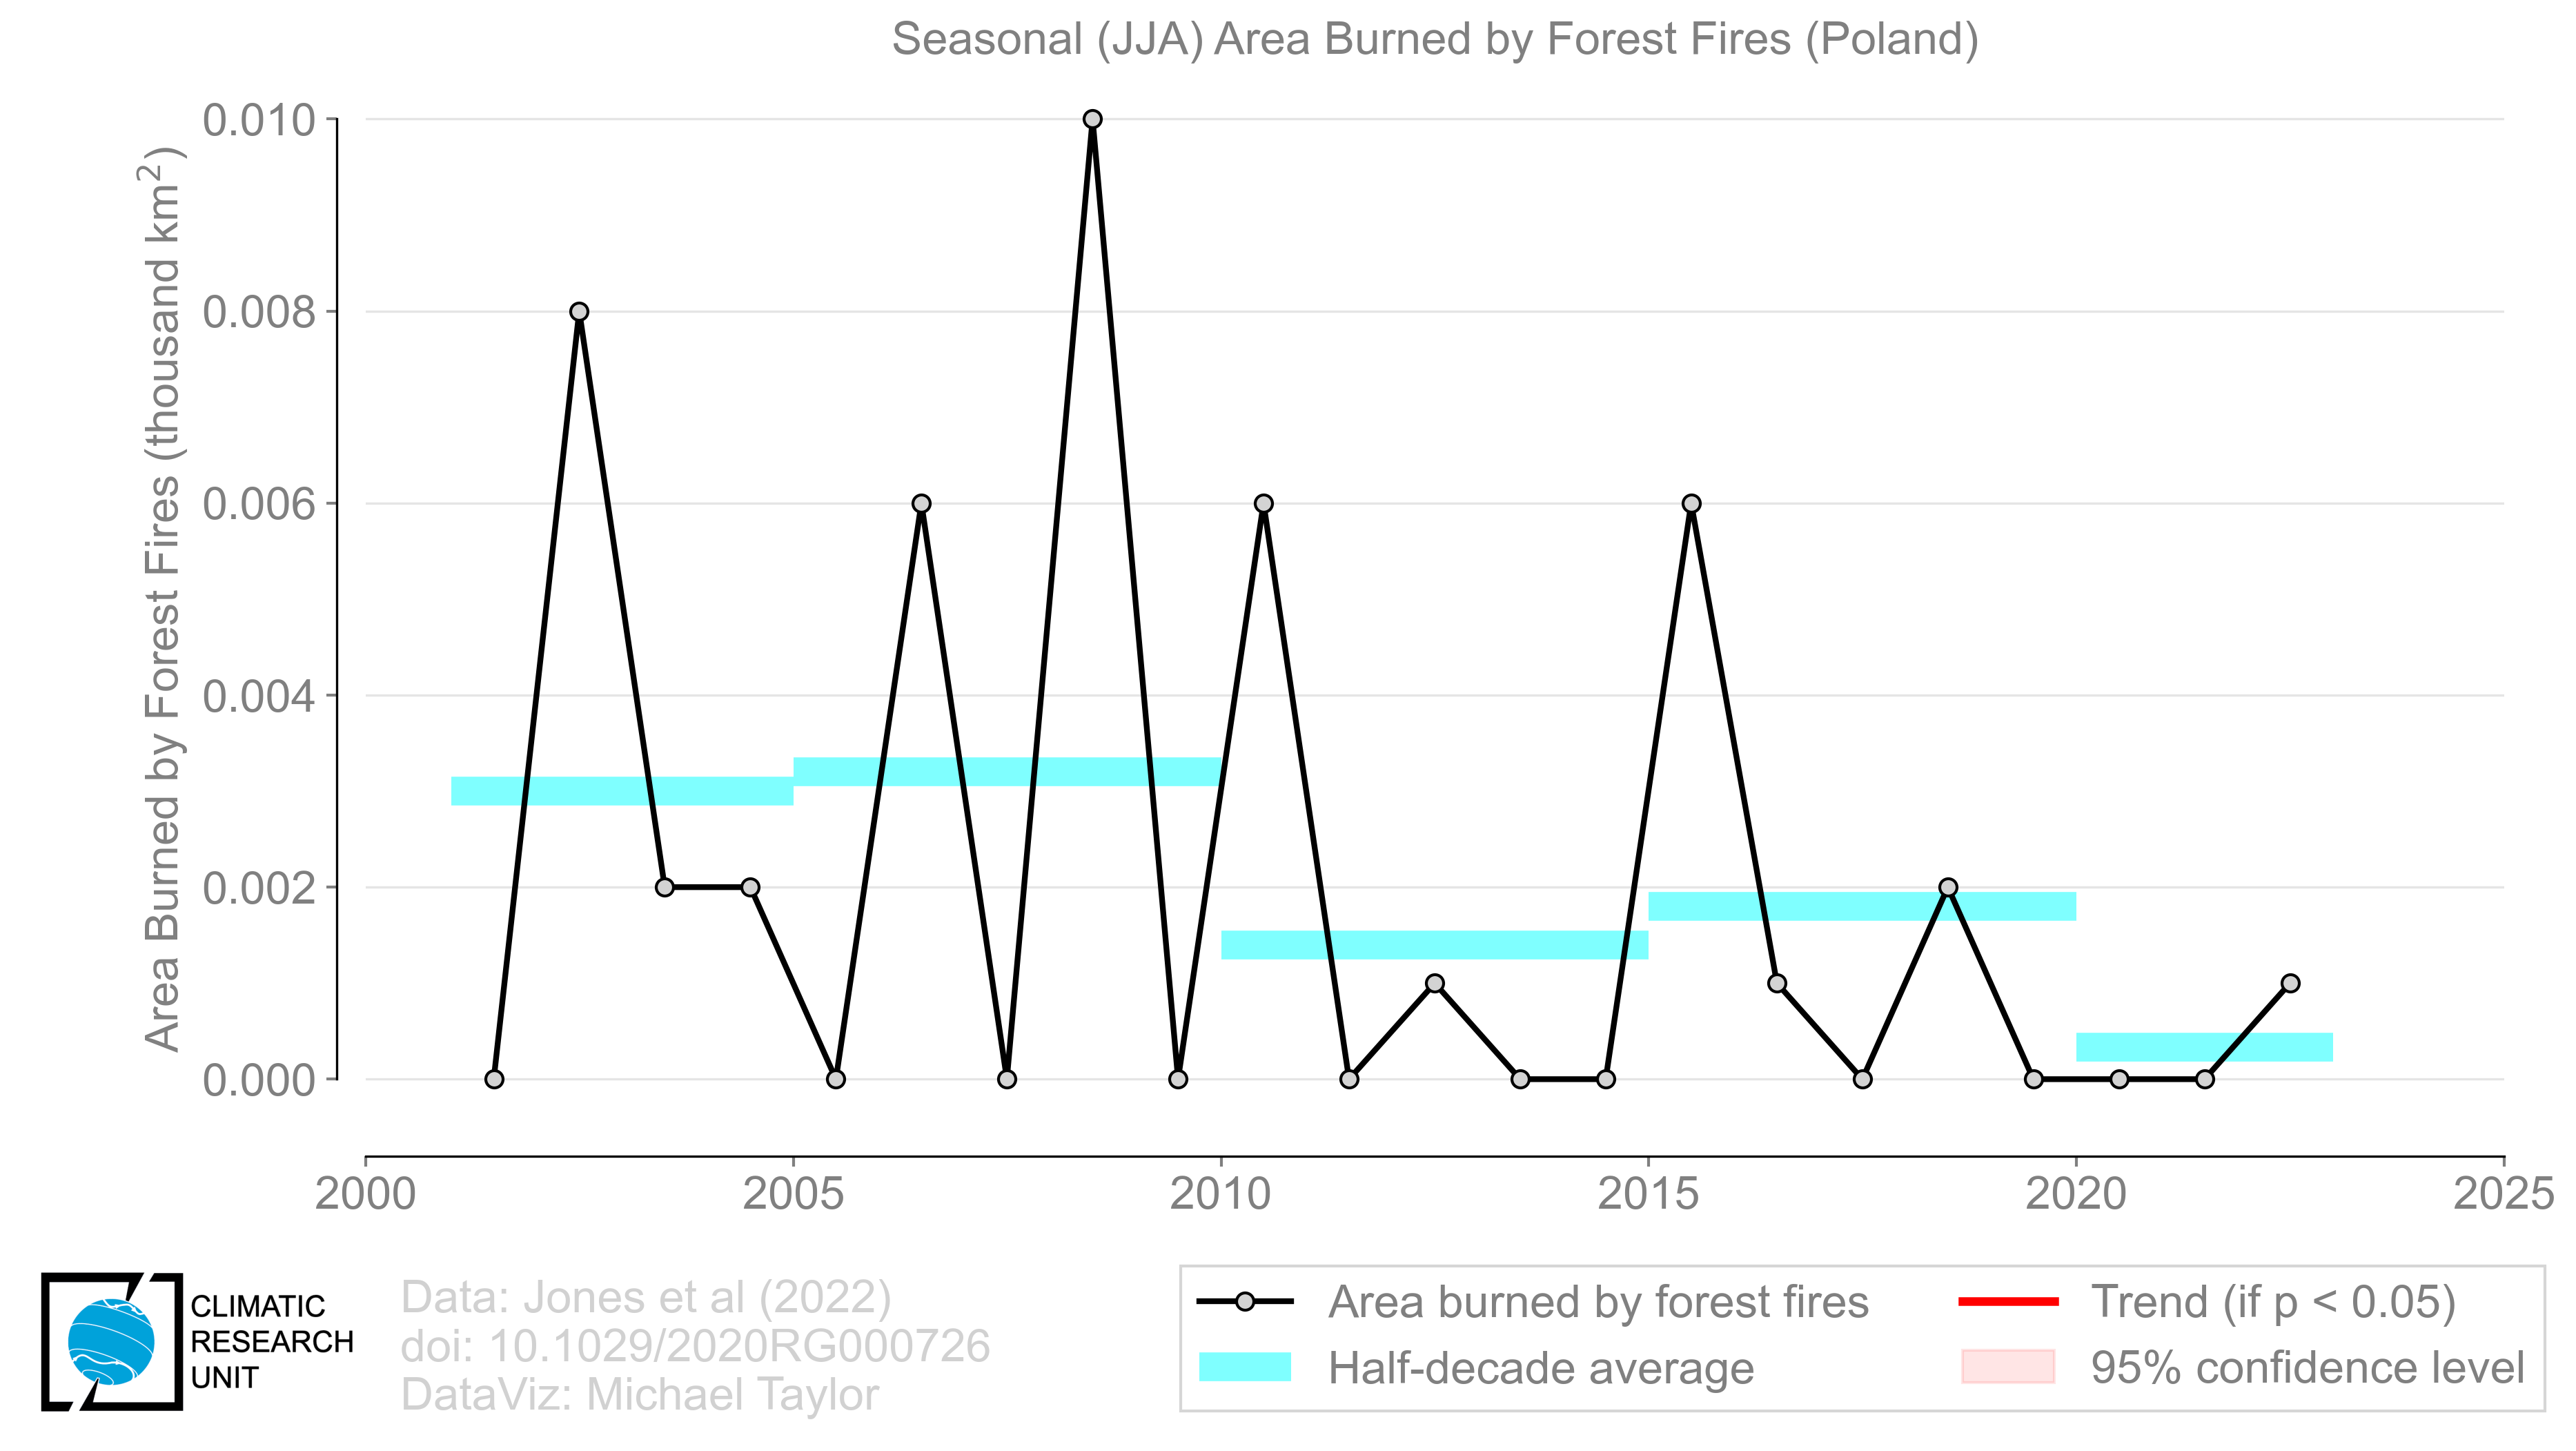 Seasonal (JJA) Area Burned by Forest Fires (Poland)
Area Burned by Forest Fires (thousand km²)
0.010
0.008
0.006
0.004
0.002
0.000
2000 2005 2010 2015 2020 2025
CLIMATIC
RESEARCH
UNIT
Data: Jones et al (2022)
doi: 10.1029/2020RG000726
DataViz: Michael Taylor
Area burned by forest fires
Half-decade average
Trend (if p < 0.05)
95% confidence level